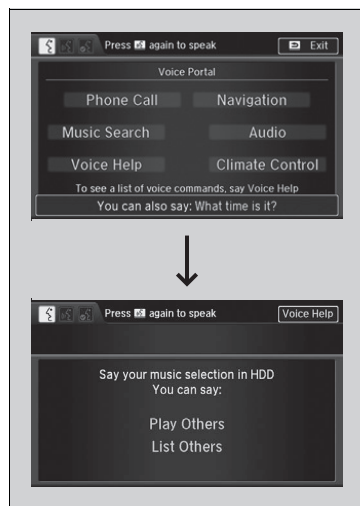 Press again to speak
Exit
Voice Portal
Phone Call
Navigation
Music Search
Audio
Voice Help
Climate Control
To see a list of voice commands, say Voice Help
You can also say: What time is it?
Press again to speak
Voice Help
Say your music selection in HDD
You can say:
Play Others
List Others